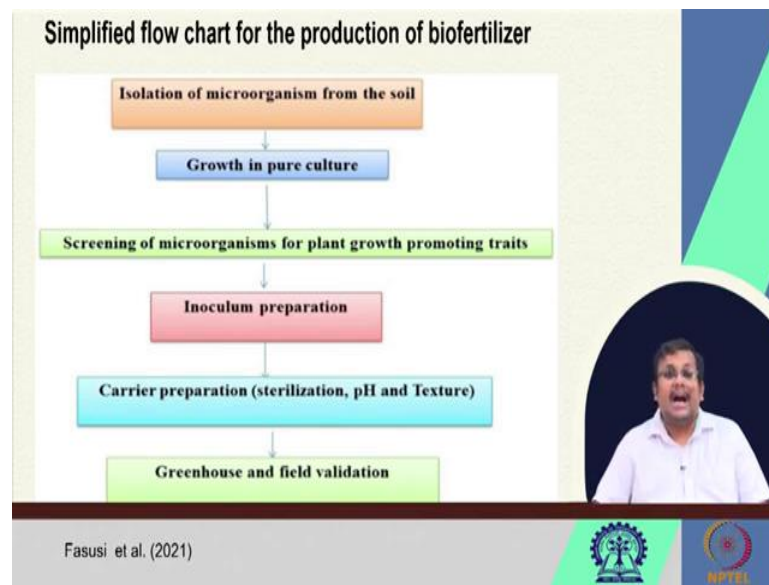 Simplified flow chart for the production of biofertilizer
Isolation of microorganism from the soil
Growth in pure culture
Screening of microorganisms for plant growth promoting traits
Inoculum preparation
Carrier preparation (sterilization, pH and Texture)
Greenhouse and field validation
Fasusi et al. (2021)
NPTEL